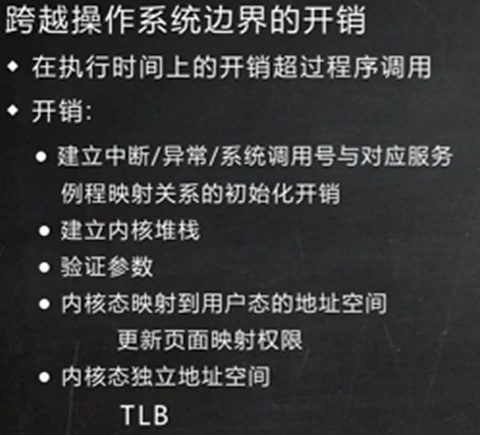 跨越操作系统边界的开销
在执行时间上的开销超过程序调用
开销:
建立中断/异常/系统调用号与对应服务
例程映射关系的初始化开销
建立内核堆栈
验证参数
内核态映射到用户态的地址空间
更新页面映射权限
内核态独立地址空间
TLB